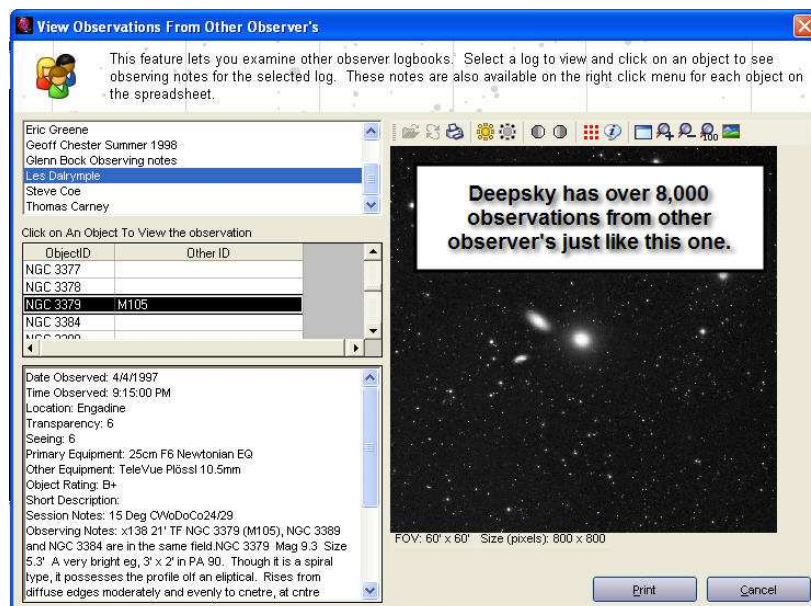 View Observations From Other Observer's
This feature lets you examine other observer logbooks. Select a log to view and click on an object to see
observing notes for the selected log. These notes are also available on the right click menu for each object on
the spreadsheet.
Eric Greene
Geoff Chester Summer 1998
Glenn Bock Observing notes
Les Dalrymple
Steve Coe
Thomas Carney
Click on An Object To View the observation
ObjectID Other ID
NGC 3377
NGC 3378
NGC 3379 M105
NGC 3384
Date Observed: 4/4/1997
Time Observed: 9:15:00 PM
Location: Engadine
Transparency: 6
Seeing: 6
Primary Equipment: 25cm F6 Newtonian EQ
Other Equipment: TeleVue Plössl 10.5mm
Object Rating: B+
Short Description:
Session Notes: 15 Deg CWoDoCo24/29
Observing Notes: x138 21' TF NGC 3379 (M105), NGC 3389
and NGC 3384 are in the same field.NGC 3379 Mag 9.3 Size
5.3' A very bright eg, 3' x 2' in PA 90. Though it is a spiral
type, it possesses the profile olf an eliptical. Rises from
diffuse edges moderately and evenly to cnetre, at cntre
100
Deepsky has over 8,000
observations from other
observer's just like this one.
FOV: 60' x 60' Size (pixels): 800 x 800
Print Cancel